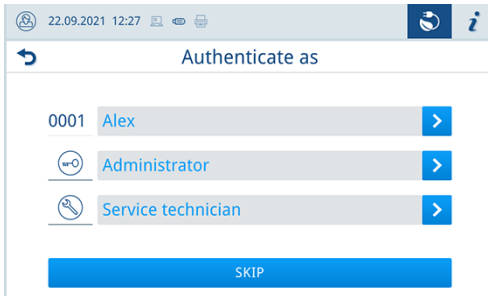 22.09.2021 12:27 i
Authenticate as
0001 Alex
Administrator
Service technician
SKIP